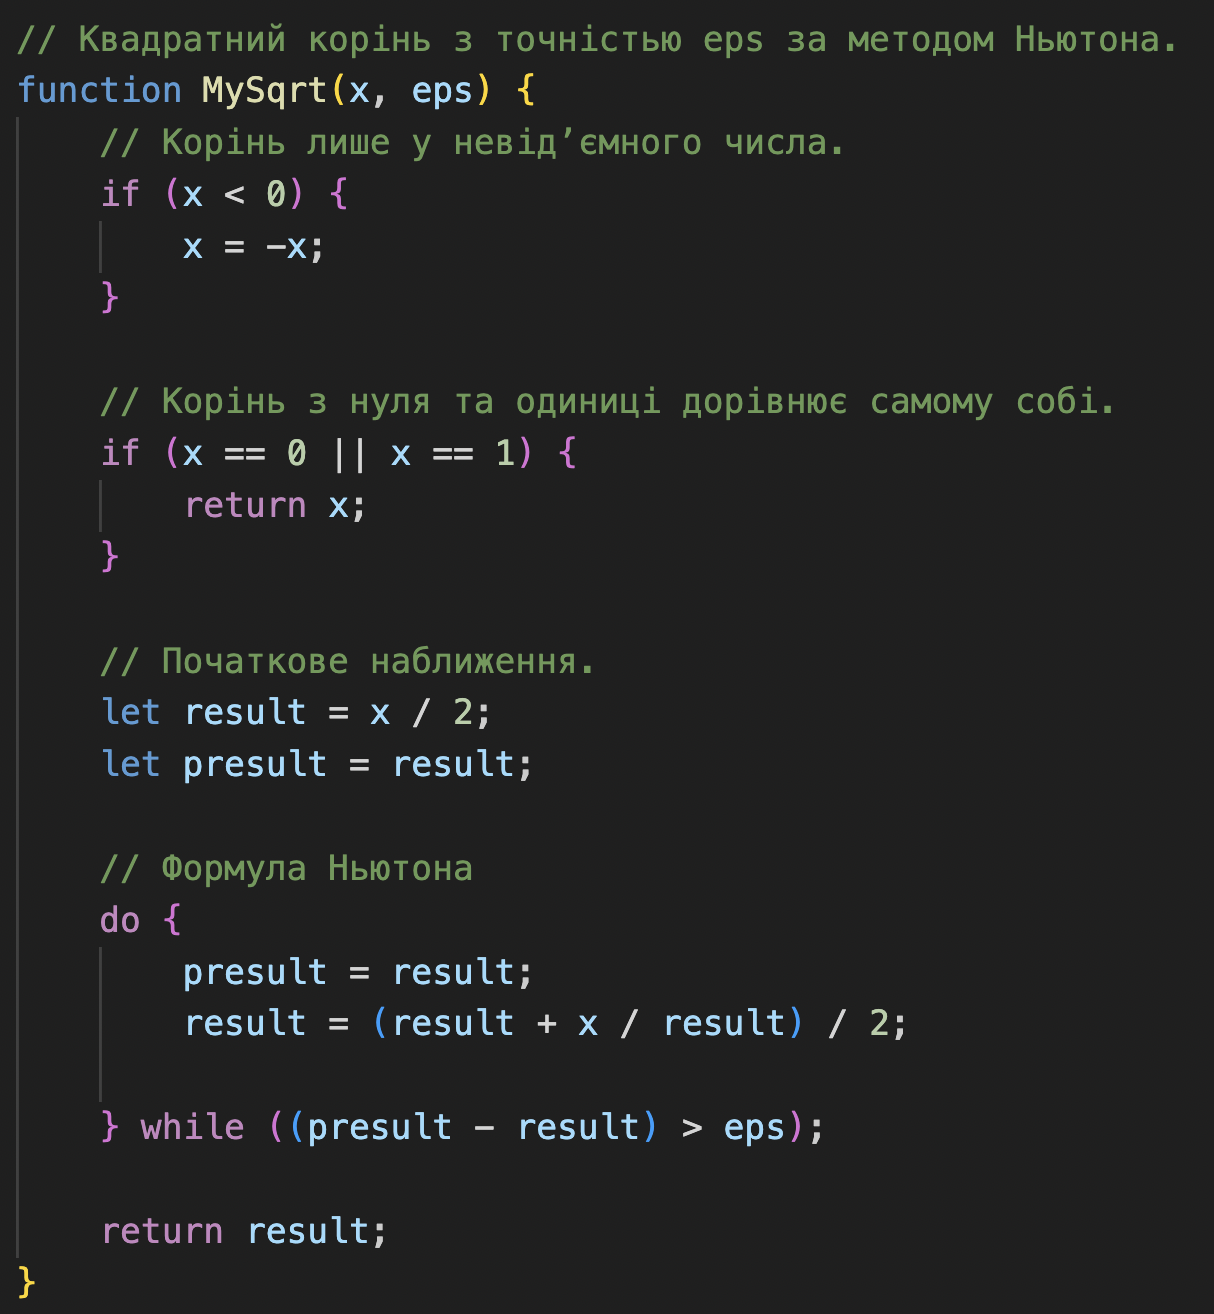 // Квадратний корінь з точністью eps за методом Ньютона.
function MySqrt(x, eps) {
    // Корінь лише у невід’ємного числа.
    if (x < 0) {
        x = -x;
    }

    // Корінь з нуля та одиниці дорівнює самому собі.
    if (x == 0 || x == 1) {
        return x;
    }

    // Початкове наближення.
    let result = x / 2;
    let presult = result;

    // Формула Ньютона
    do {
        presult = result;
        result = (result + x / result) / 2;

    } while ((presult - result) > eps);

    return result;
}